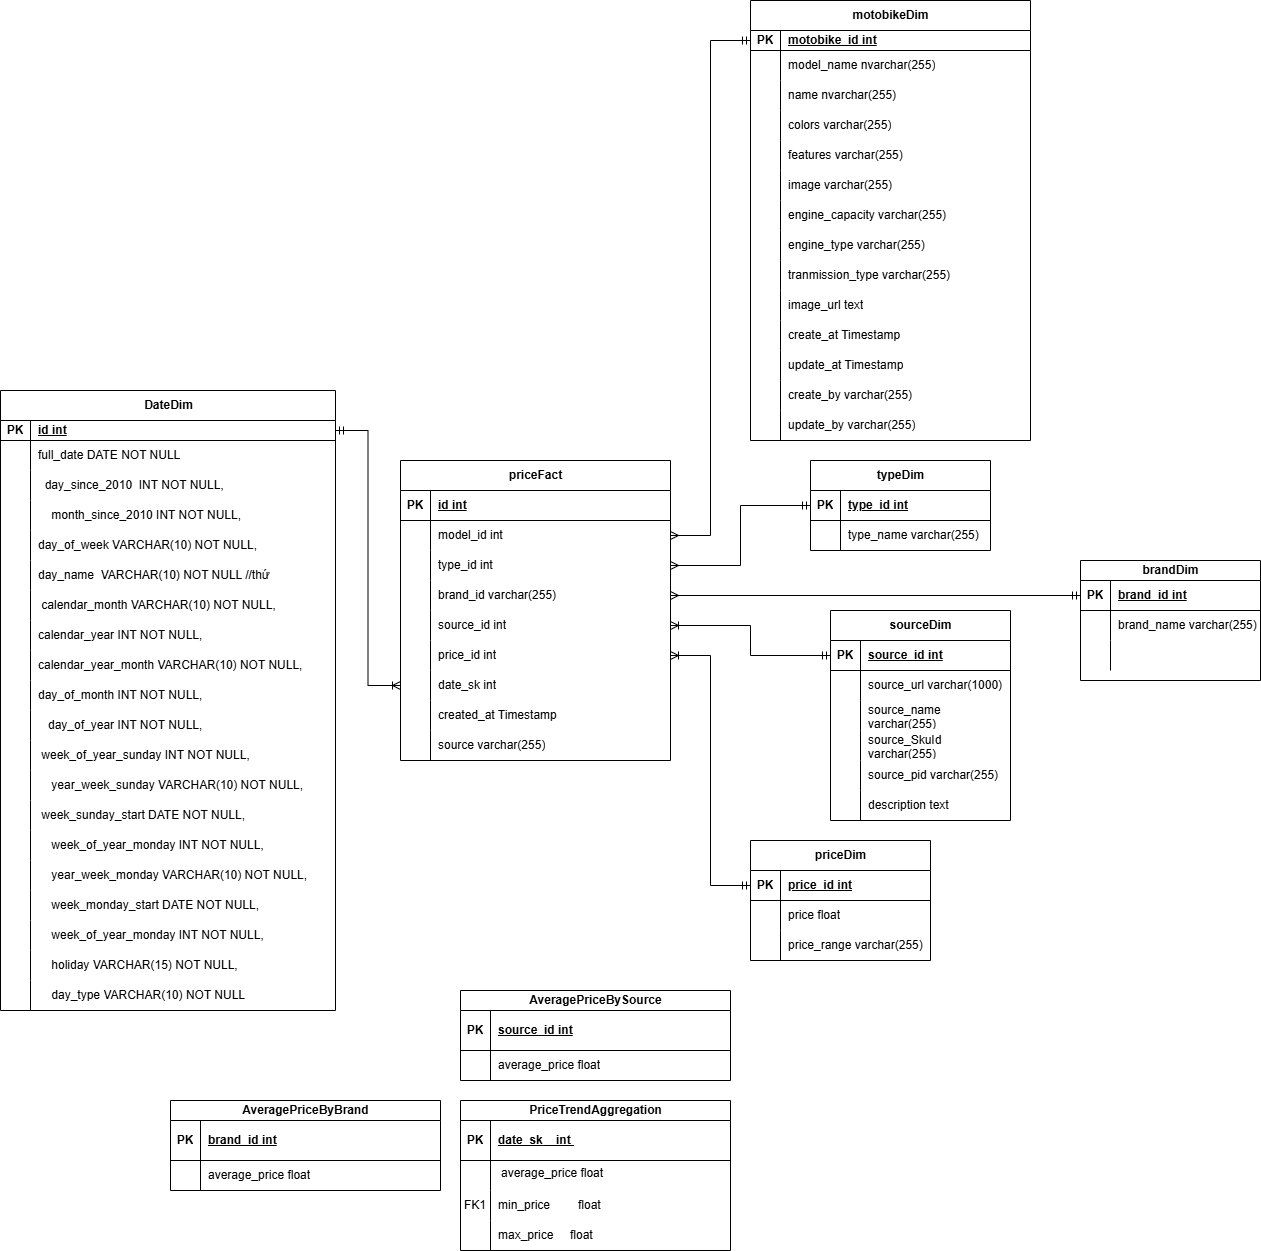 motobikeDim
PK motobike_id int
model_name nvarchar(255)
name nvarchar(255)
colors varchar(255)
features varchar(255)
image varchar(255)
engine_capacity varchar(255)
engine_type varchar(255)
tranmission_type varchar(255)
image_url text
create_at Timestamp
update_at Timestamp
create_by varchar(255)
update_by varchar(255)
DateDim
PK id int
full_date DATE NOT NULL
day_since_2010 INT NOT NULL,
month_since_2010 INT NOT NULL,
day_of_week VARCHAR(10) NOT NULL,
day_name VARCHAR(10) NOT NULL //thứ
calendar_month VARCHAR(10) NOT NULL,
calendar_year INT NOT NULL,
calendar_year_month VARCHAR(10) NOT NULL,
day_of_month INT NOT NULL,
day_of_year INT NOT NULL,
week_of_year_sunday INT NOT NULL,
year_week_sunday VARCHAR(10) NOT NULL,
week_sunday_start DATE NOT NULL,
week_of_year_monday INT NOT NULL,
year_week_monday VARCHAR(10) NOT NULL,
week_monday_start DATE NOT NULL,
week_of_year_monday INT NOT NULL,
holiday VARCHAR(15) NOT NULL,
day_type VARCHAR(10) NOT NULL
priceFact
PK id int
model_id int
type_id int
brand_id varchar(255)
source_id int
price_id int
date_sk int
created_at Timestamp
source varchar(255)
typeDim
PK type_id int
type_name varchar(255)
brandDim
PK brand_id int
brand_name varchar(255)
sourceDim
PK source_id int
source_url varchar(1000)
source_name
varchar(255)
source_SkuId
varchar(255)
source_pid varchar(255)
description text
priceDim
PK price_id int
price float
price_range varchar(255)
AveragePriceBySource
PK source_id int
average_price float
AveragePriceByBrand
PK brand_id int
average_price float
PriceTrendAggregation
PK date_sk int
average_price float
FK1 min_price float
max_price float